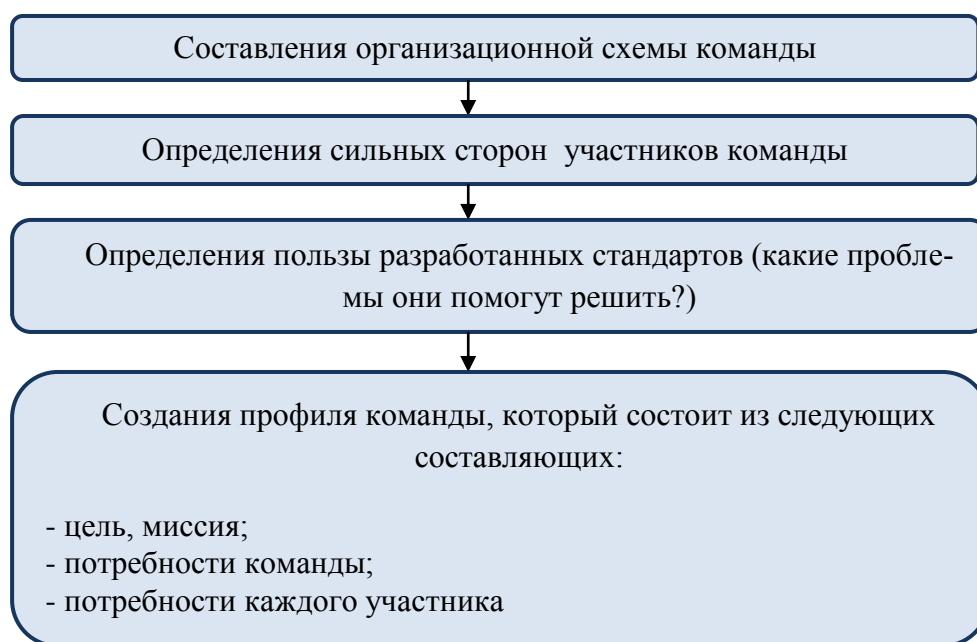 Составления организационной схемы команды
Определения сильных сторон  участников команды
Определения пользы разработанных стандартов (какие пробле-
мы они помогут решить?)
Создания профиля команды, который состоит из следующих
составляющих:
- цель, миссия;
- потребности команды;
- потребности каждого участника